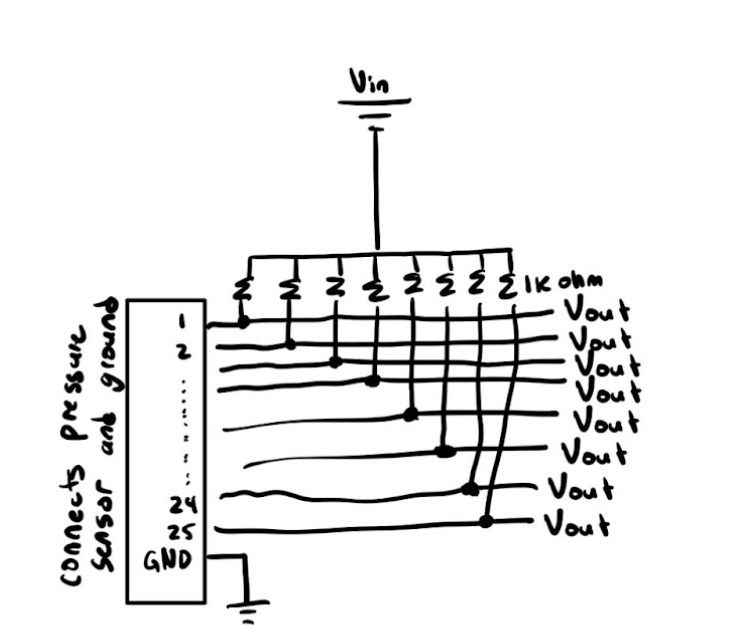 Vin
1K ohm
Vout
Vout
Vout
Vout
Vout
Vout
Vout
Vout
1
2
24
25
GND
connects pressure
sensor and ground